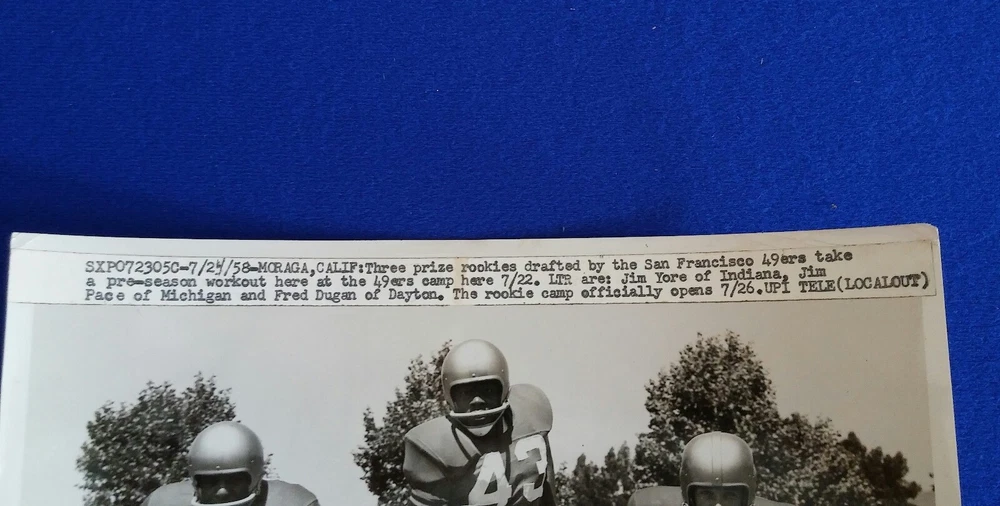 SXP072305C-7/24/58-MORAGA,CALIF:Three prize rookies drafted by the San Francisco 49ers take
a pre-season workout here at the 49ers camp here 7/22. LTR are: Jim Yore of Indiana, Jim
Pace of Michigan and Fred Dugan of Dayton. The rookie camp officially opens 7/26.UPI TELE(LOCALOUT)
43